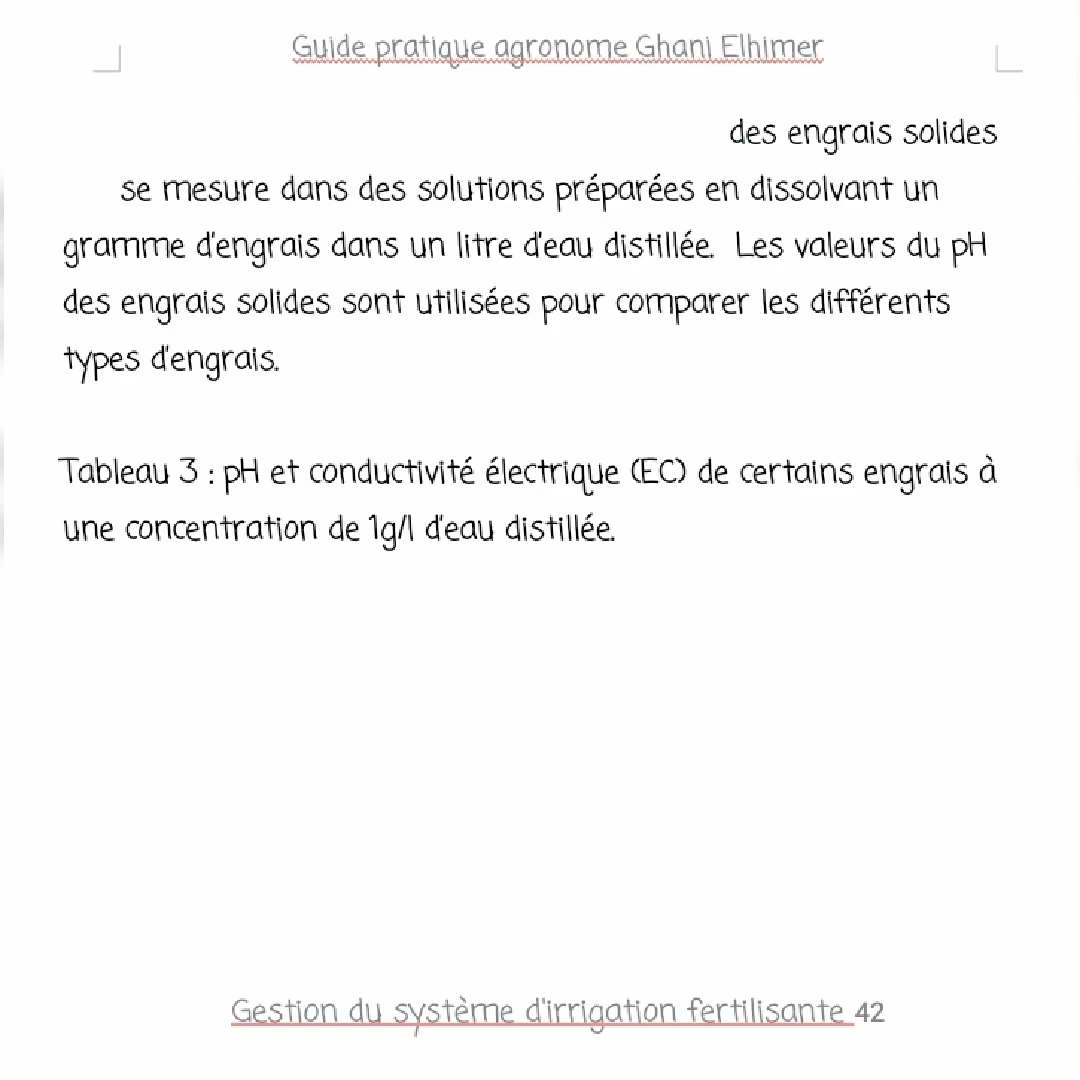 Guide pratique agronome Ghani Elhimer
des engrais solides
se mesure dans des solutions préparées en dissolvant un
gramme d'engrais dans un litre d'eau distillée. Les valeurs du pH
des engrais solides sont utilisées pour comparer les différents
types d'engrais.
Tableau 3 : pH et conductivité électrique (EC) de certains engrais à
une concentration de 1g/l d'eau distillée.
Gestion du système d'irrigation fertilisante 42